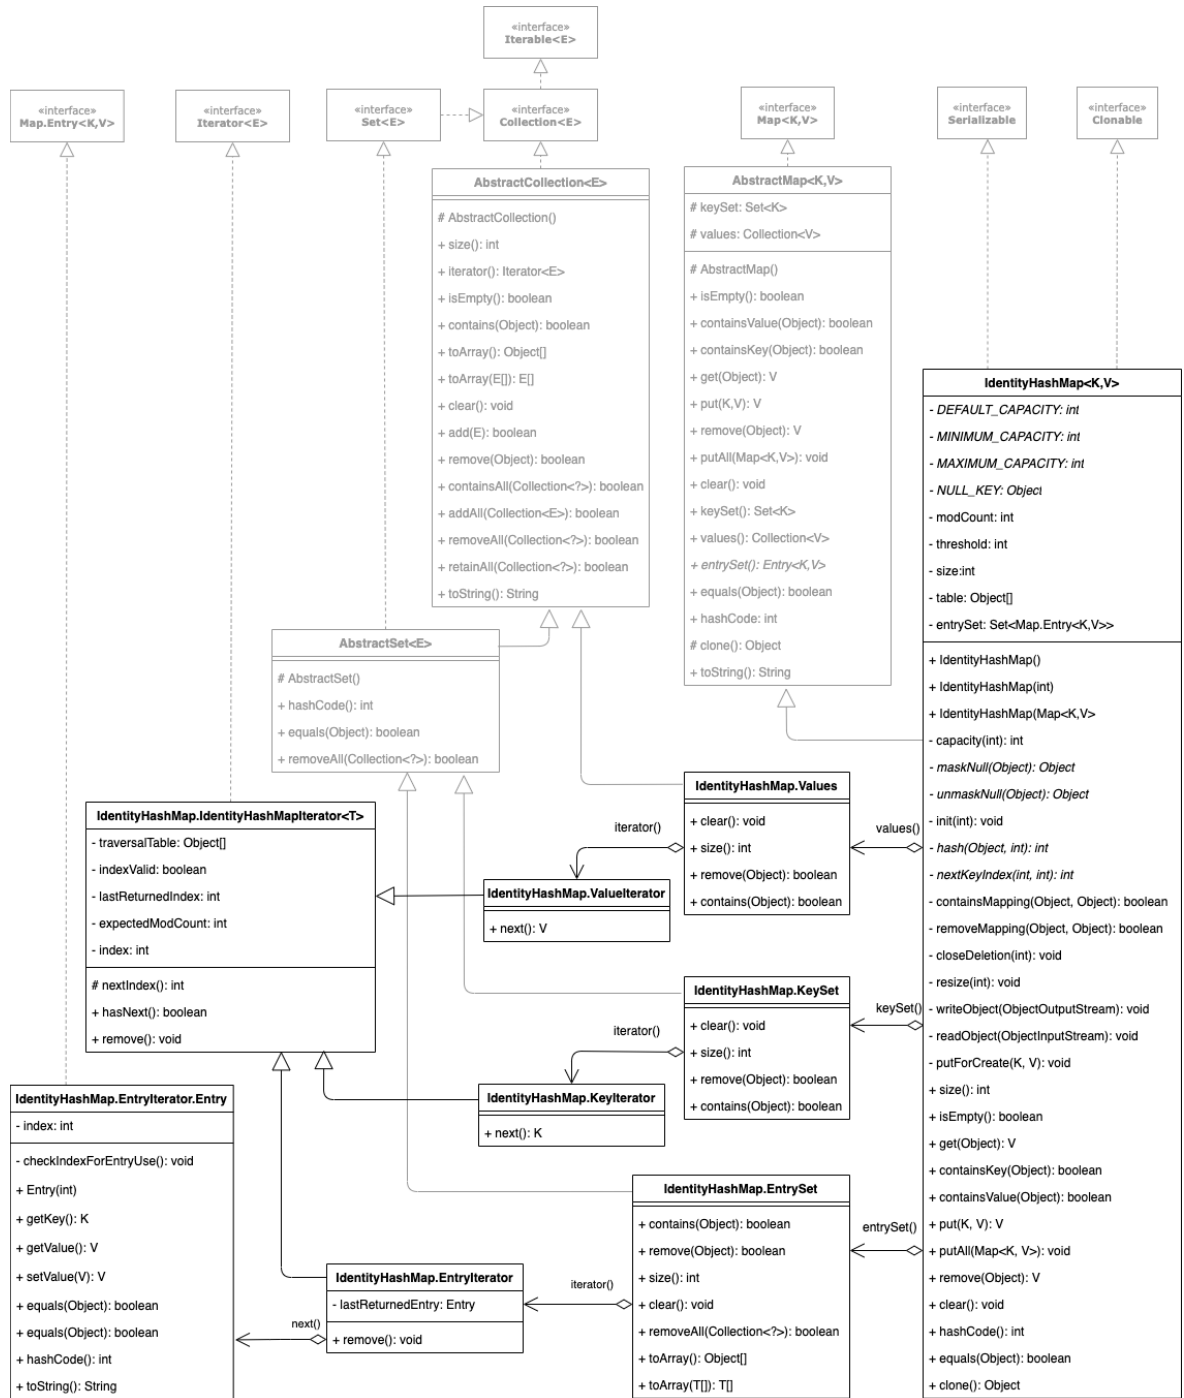 «interface»
Iterable<E>
«interface»
Map.Entry<K,V>
«interface»
Iterator<E>
«interface»
Set<E>
«interface»
Collection<E>
«interface»
Map<K,V>
«interface»
Serializable
«interface»
Clonable
AbstractCollection<E>
# AbstractCollection()
+ size(): int
+ iterator(): Iterator<E>
+ isEmpty(): boolean
+ contains(Object): boolean
+ toArray(): Object[]
+ toArray(E[]): E[]
+ clear(): void
+ add(E): boolean
+ remove(Object): boolean
+ containsAll(Collection<?>): boolean
+ addAll(Collection<E>): boolean
+ removeAll(Collection<?>): boolean
+ retainAll(Collection<?>): boolean
+ toString(): String
AbstractMap<K,V>
# keySet: Set<K>
# values: Collection<V>
# AbstractMap()
+ isEmpty(): boolean
+ containsValue(Object): boolean
+ containsKey(Object): boolean
+ get(Object): V
+ put(K,V): V
+ remove(Object): V
+ putAll(Map<K,V>): void
+ clear(): void
+ keySet(): Set<K>
+ values(): Collection<V>
+ entrySet(): Entry<K,V>
+ equals(Object): boolean
+ hashCode: int
# clone(): Object
+ toString(): String
IdentityHashMap<K,V>
- DEFAULT_CAPACITY: int
- MINIMUM_CAPACITY: int
- MAXIMUM_CAPACITY: int
- NULL_KEY: Object
- modCount: int
- threshold: int
- size:int
- table: Object[]
- entrySet: Set<Map.Entry<K,V>>
+ IdentityHashMap()
+ IdentityHashMap(int)
+ IdentityHashMap(Map<K,V>
- capacity(int): int
- maskNull(Object): Object
- unmaskNull(Object): Object
- init(int): void
- hash(Object, int): int
- nextKeyIndex(int, int): int
- containsMapping(Object, Object): boolean
- removeMapping(Object, Object): boolean
- closeDeletion(int): void
- resize(int): void
- writeObject(ObjectOutputStream): void
- readObject(ObjectInputStream): void
- putForCreate(K, V): void
+ size(): int
+ isEmpty(): boolean
+ get(Object): V
+ containsKey(Object): boolean
+ containsValue(Object): boolean
+ put(K, V): V
+ putAll(Map<K, V>): void
+ remove(Object): V
+ clear(): void
+ hashCode(): int
+ equals(Object): boolean
+ clone(): Object
AbstractSet<E>
# AbstractSet()
+ hashCode(): int
+ equals(Object): boolean
+ removeAll(Collection<?>): boolean
IdentityHashMap.Values
+ clear(): void
+ size(): int
+ remove(Object): boolean
+ contains(Object): boolean
values()
iterator()
IdentityHashMap.IdentityHashMapIterator<T>
- traversalTable: Object[]
- indexValid: boolean
- lastReturnedIndex: int
- expectedModCount: int
- index: int
# nextIndex(): int
+ hasNext(): boolean
+ remove(): void
IdentityHashMap.ValueIterator
+ next(): V
IdentityHashMap.KeySet
+ clear(): void
+ size(): int
+ remove(Object): boolean
+ contains(Object): boolean
keySet()
iterator()
IdentityHashMap.KeyIterator
+ next(): K
IdentityHashMap.EntryIterator.Entry
- index: int
- checkIndexForEntryUse(): void
+ Entry(int)
+ getKey(): K
+ getValue(): V
+ setValue(V): V
+ equals(Object): boolean
+ equals(Object): boolean
+ hashCode(): int
+ toString(): String
IdentityHashMap.EntrySet
+ contains(Object): boolean
+ remove(Object): boolean
+ size(): int
+ clear(): void
+ removeAll(Collection<?>): boolean
+ toArray(): Object[]
+ toArray(T[]): T[]
entrySet()
iterator()
IdentityHashMap.EntryIterator
- lastReturnedEntry: Entry
+ remove(): void
next()